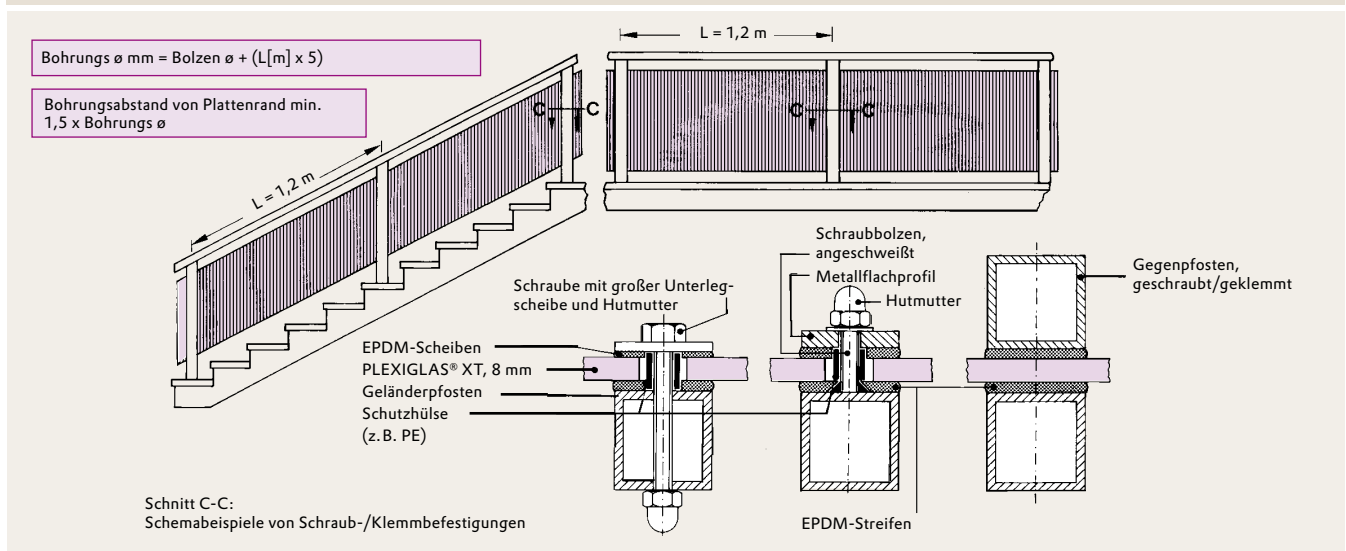 Bohrungs ø mm = Bolzen ø + (L[m] x 5)
Bohrungsabstand von Plattenrand min.
1,5 x Bohrungs ø
L = 1,2 m
L = 1,2 m
C C
C C
Schraube mit großer Unterleg-
scheibe und Hutmutter
Schraubbolzen,
angeschweißt
Metallflachprofil
Hutmutter
Gegenpfosten,
geschraubt/geklemmt
EPDM-Scheiben
PLEXIGLAS® XT, 8 mm
Geländerpfosten
Schutzhülse
(z. B. PE)
EPDM-Streifen
Schnitt C-C:
Schemabeispiele von Schraub-/Klemmbefestigungen